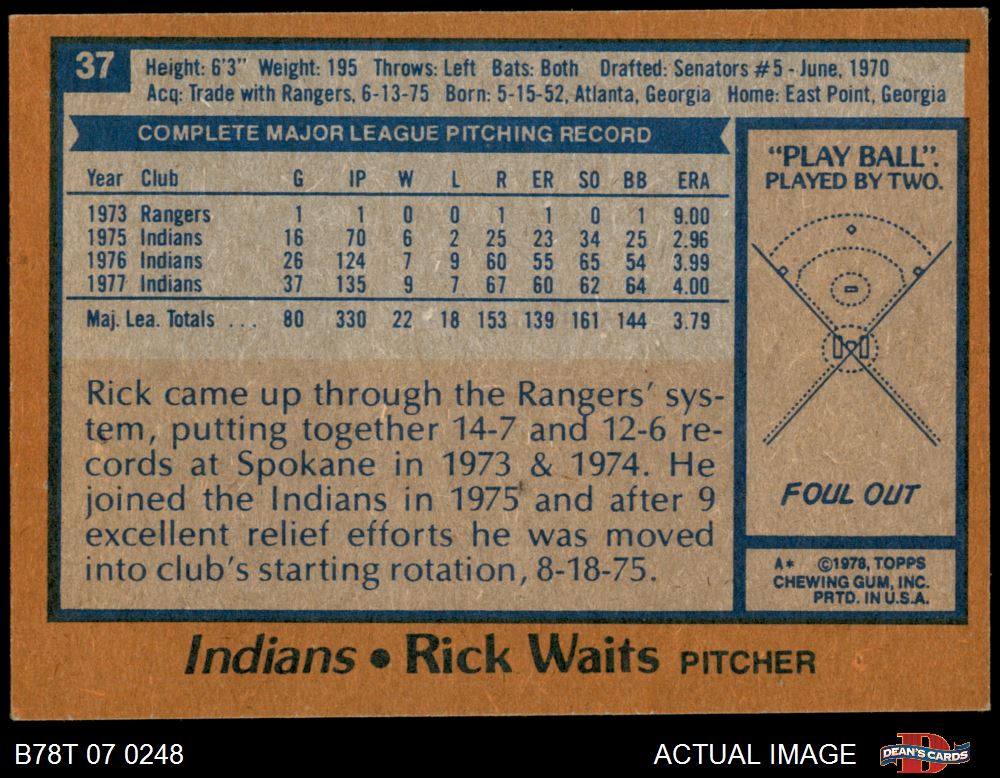 37
Height: 6'3" Weight: 195 Throws: Left Bats: Both Drafted: Senators #5 - June, 1970
Acq: Trade with Rangers, 6-13-75 Born: 5-15-52, Atlanta, Georgia Home: East Point, Georgia
COMPLETE MAJOR LEAGUE PITCHING RECORD
Year Club G IP W L R ER SO BB ERA
1973 Rangers 1 1 0 0 1 1 0 1 9.00
1975 Indians 16 70 6 2 25 23 34 25 2.96
1976 Indians 26 124 7 9 60 55 65 54 3.99
1977 Indians 37 135 9 7 67 60 62 64 4.00
Maj. Lea. Totals ... 80 330 22 18 153 139 161 144 3.79
Rick came up through the Rangers' sys-
tem, putting together 14-7 and 12-6 re-
cords at Spokane in 1973 & 1974. He
joined the Indians in 1975 and after 9
excellent relief efforts he was moved
into club's starting rotation, 8-18-75.
"PLAY BALL".
PLAYED BY TWO.
FOUL OUT
A* ©1978, TOPPS
CHEWING GUM, INC.
PRTD. IN U.S.A.
Indians • Rick Waits PITCHER
B78T 07 0248
ACTUAL IMAGE
DEAN'S CARDS